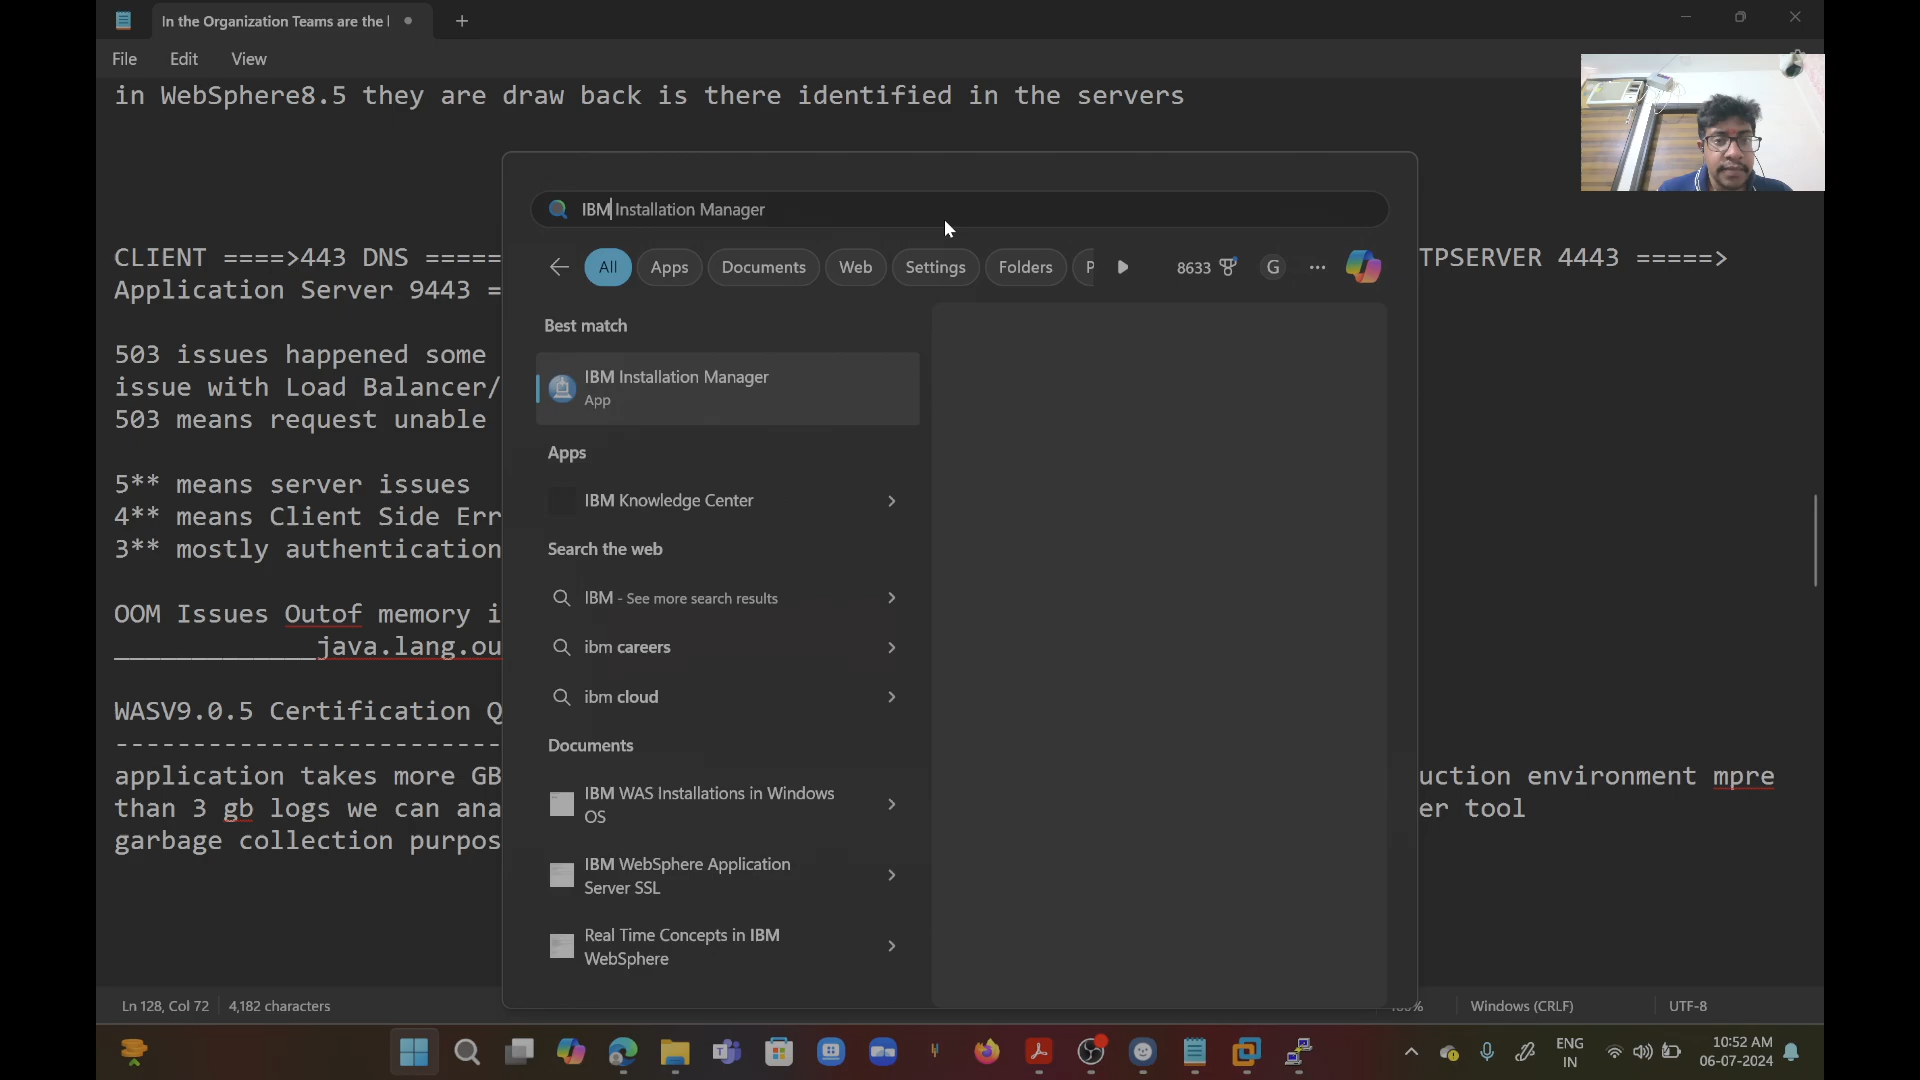 In the Organization Teams are the
File Edit View
in WebSphere8.5 they are draw back is there identified in the servers
IBM Installation Manager
All Apps Documents Web Settings Folders P 8633 G
CLIENT ====>443 DNS =====
TPSERVER 4443 =====>
Application Server 9443 =
Best match
IBM Installation Manager
App
503 issues happened some
issue with Load Balancer/
503 means request unable
Apps
IBM Knowledge Center
5** means server issues
4** means Client Side Err
3** mostly authentication
Search the web
IBM - See more search results
ibm careers
ibm cloud
OOM Issues Outof memory i
_____________java.lang.ou
WASV9.0.5 Certification Q
-------------------------
Documents
IBM WAS Installations in Windows
OS
IBM WebSphere Application
Server SSL
Real Time Concepts in IBM
WebSphere
application takes more GB
uction environment mpre
than 3 gb logs we can ana
er tool
garbage collection purpos
Ln 128, Col 72 4,182 characters
Windows (CRLF) UTF-8
ENG
IN
10:52 AM
06-07-2024